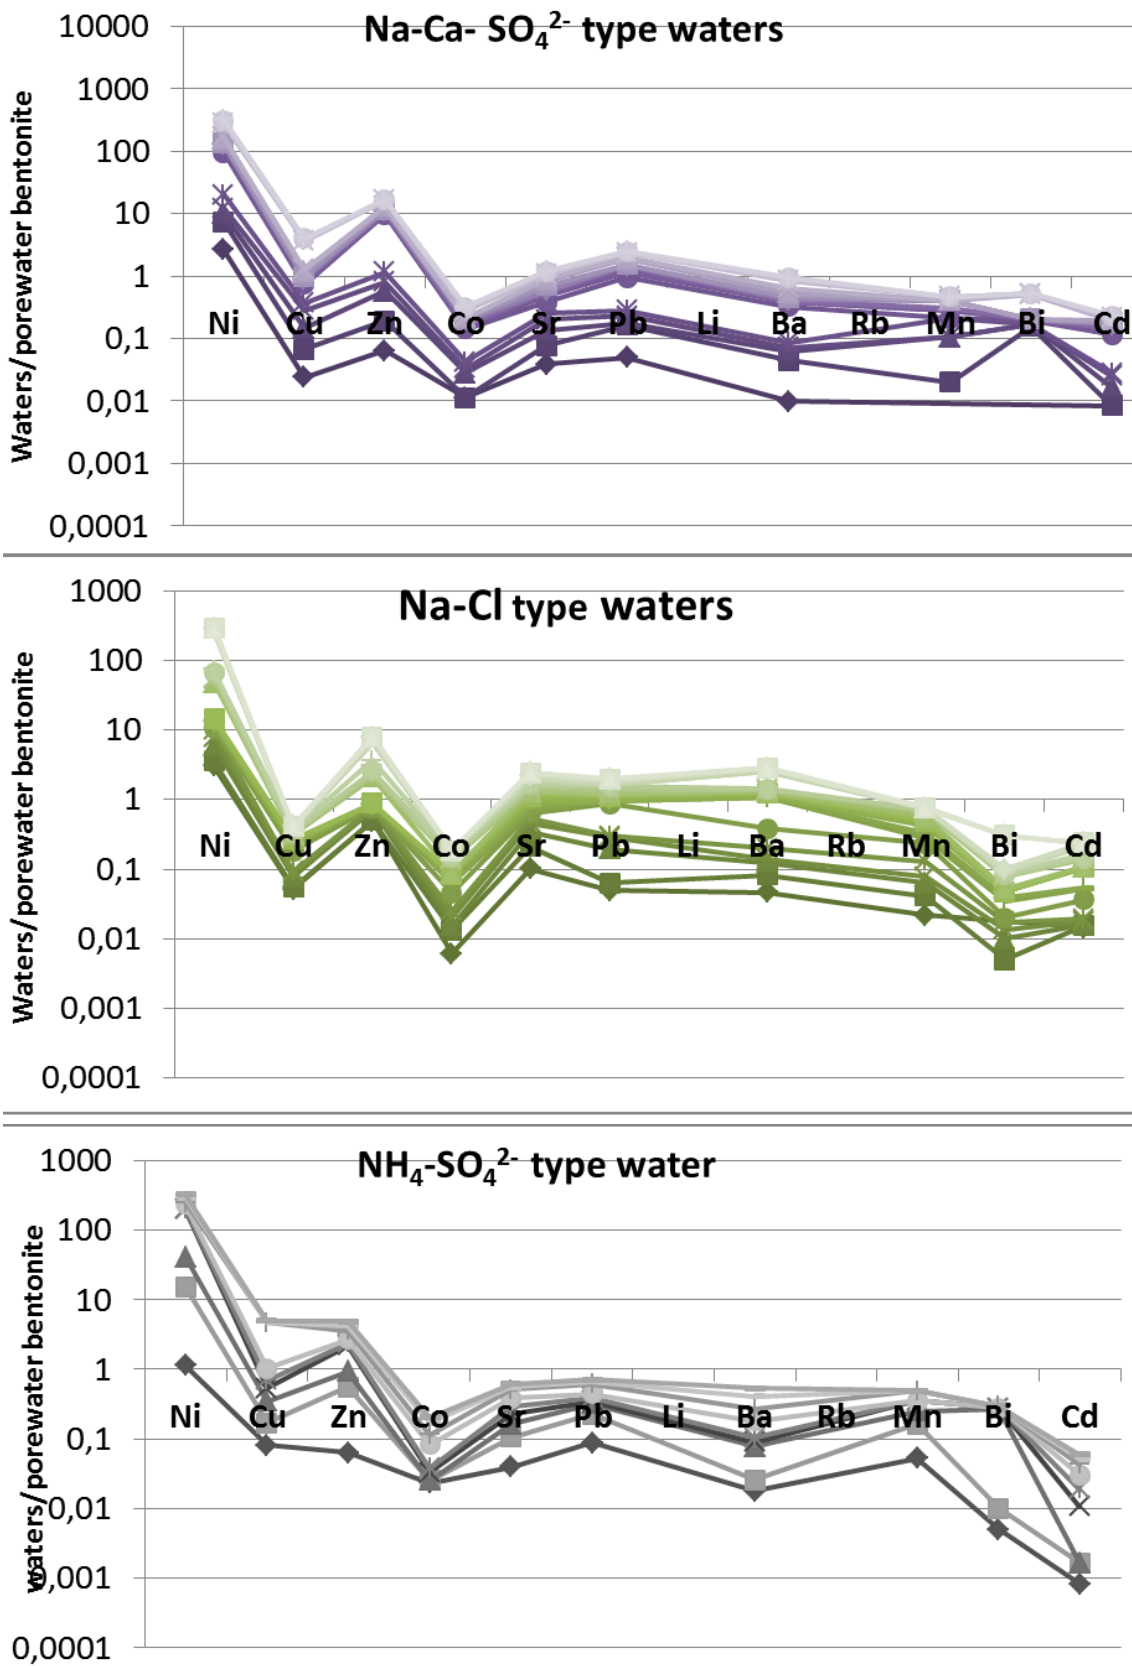 Na-Ca- SO₄²⁻ type waters
Waters/porewater bentonite
10000
1000
100
10
1
0,1
0,01
0,001
0,0001
Ni Cu Zn Co Sr Pb Li Ba Rb Mn Bi Cd
Na-Cl type waters
Waters/porewater bentonite
1000
100
10
1
0,1
0,01
0,001
0,0001
Ni Cu Zn Co Sr Pb Li Ba Rb Mn Bi Cd
NH₄-SO₄²⁻ type water
waters/porewater bentonite
1000
100
10
1
0,1
0,01
0,001
0,0001
Ni Cu Zn Co Sr Pb Li Ba Rb Mn Bi Cd